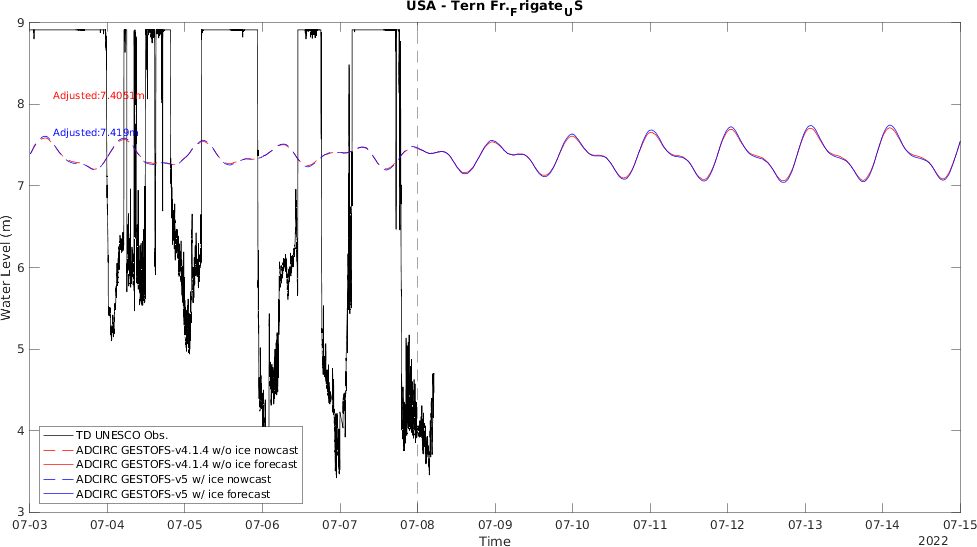 USA - Tern Fr.FrigateUS
9
8
7
6
5
4
3
Water Level (m)
Adjusted:7.4051m
Adjusted:7.419m
TD UNESCO Obs.
ADCIRC GESTOFS-v4.1.4 w/o ice nowcast
ADCIRC GESTOFS-v4.1.4 w/o ice forecast
ADCIRC GESTOFS-v5 w/ ice nowcast
ADCIRC GESTOFS-v5 w/ ice forecast
07-03 07-04 07-05 07-06 07-07 07-08 07-09 07-10 07-11 07-12 07-13 07-14 07-15
Time
2022